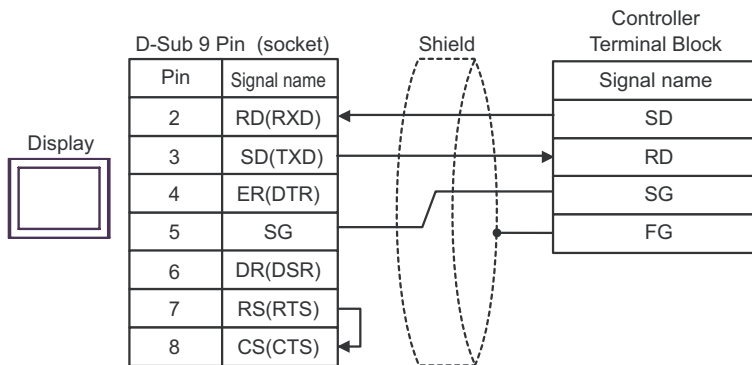 Controller
D-Sub 9 Pin (socket) Shield Terminal Block
Pin Signal name Signal name
2 RD(RXD) SD
Display
3 SD(TXD) RD
4 ER(DTR) SG
5 SG FG
6 DR(DSR)
7 RS(RTS)
8 CS(CTS)